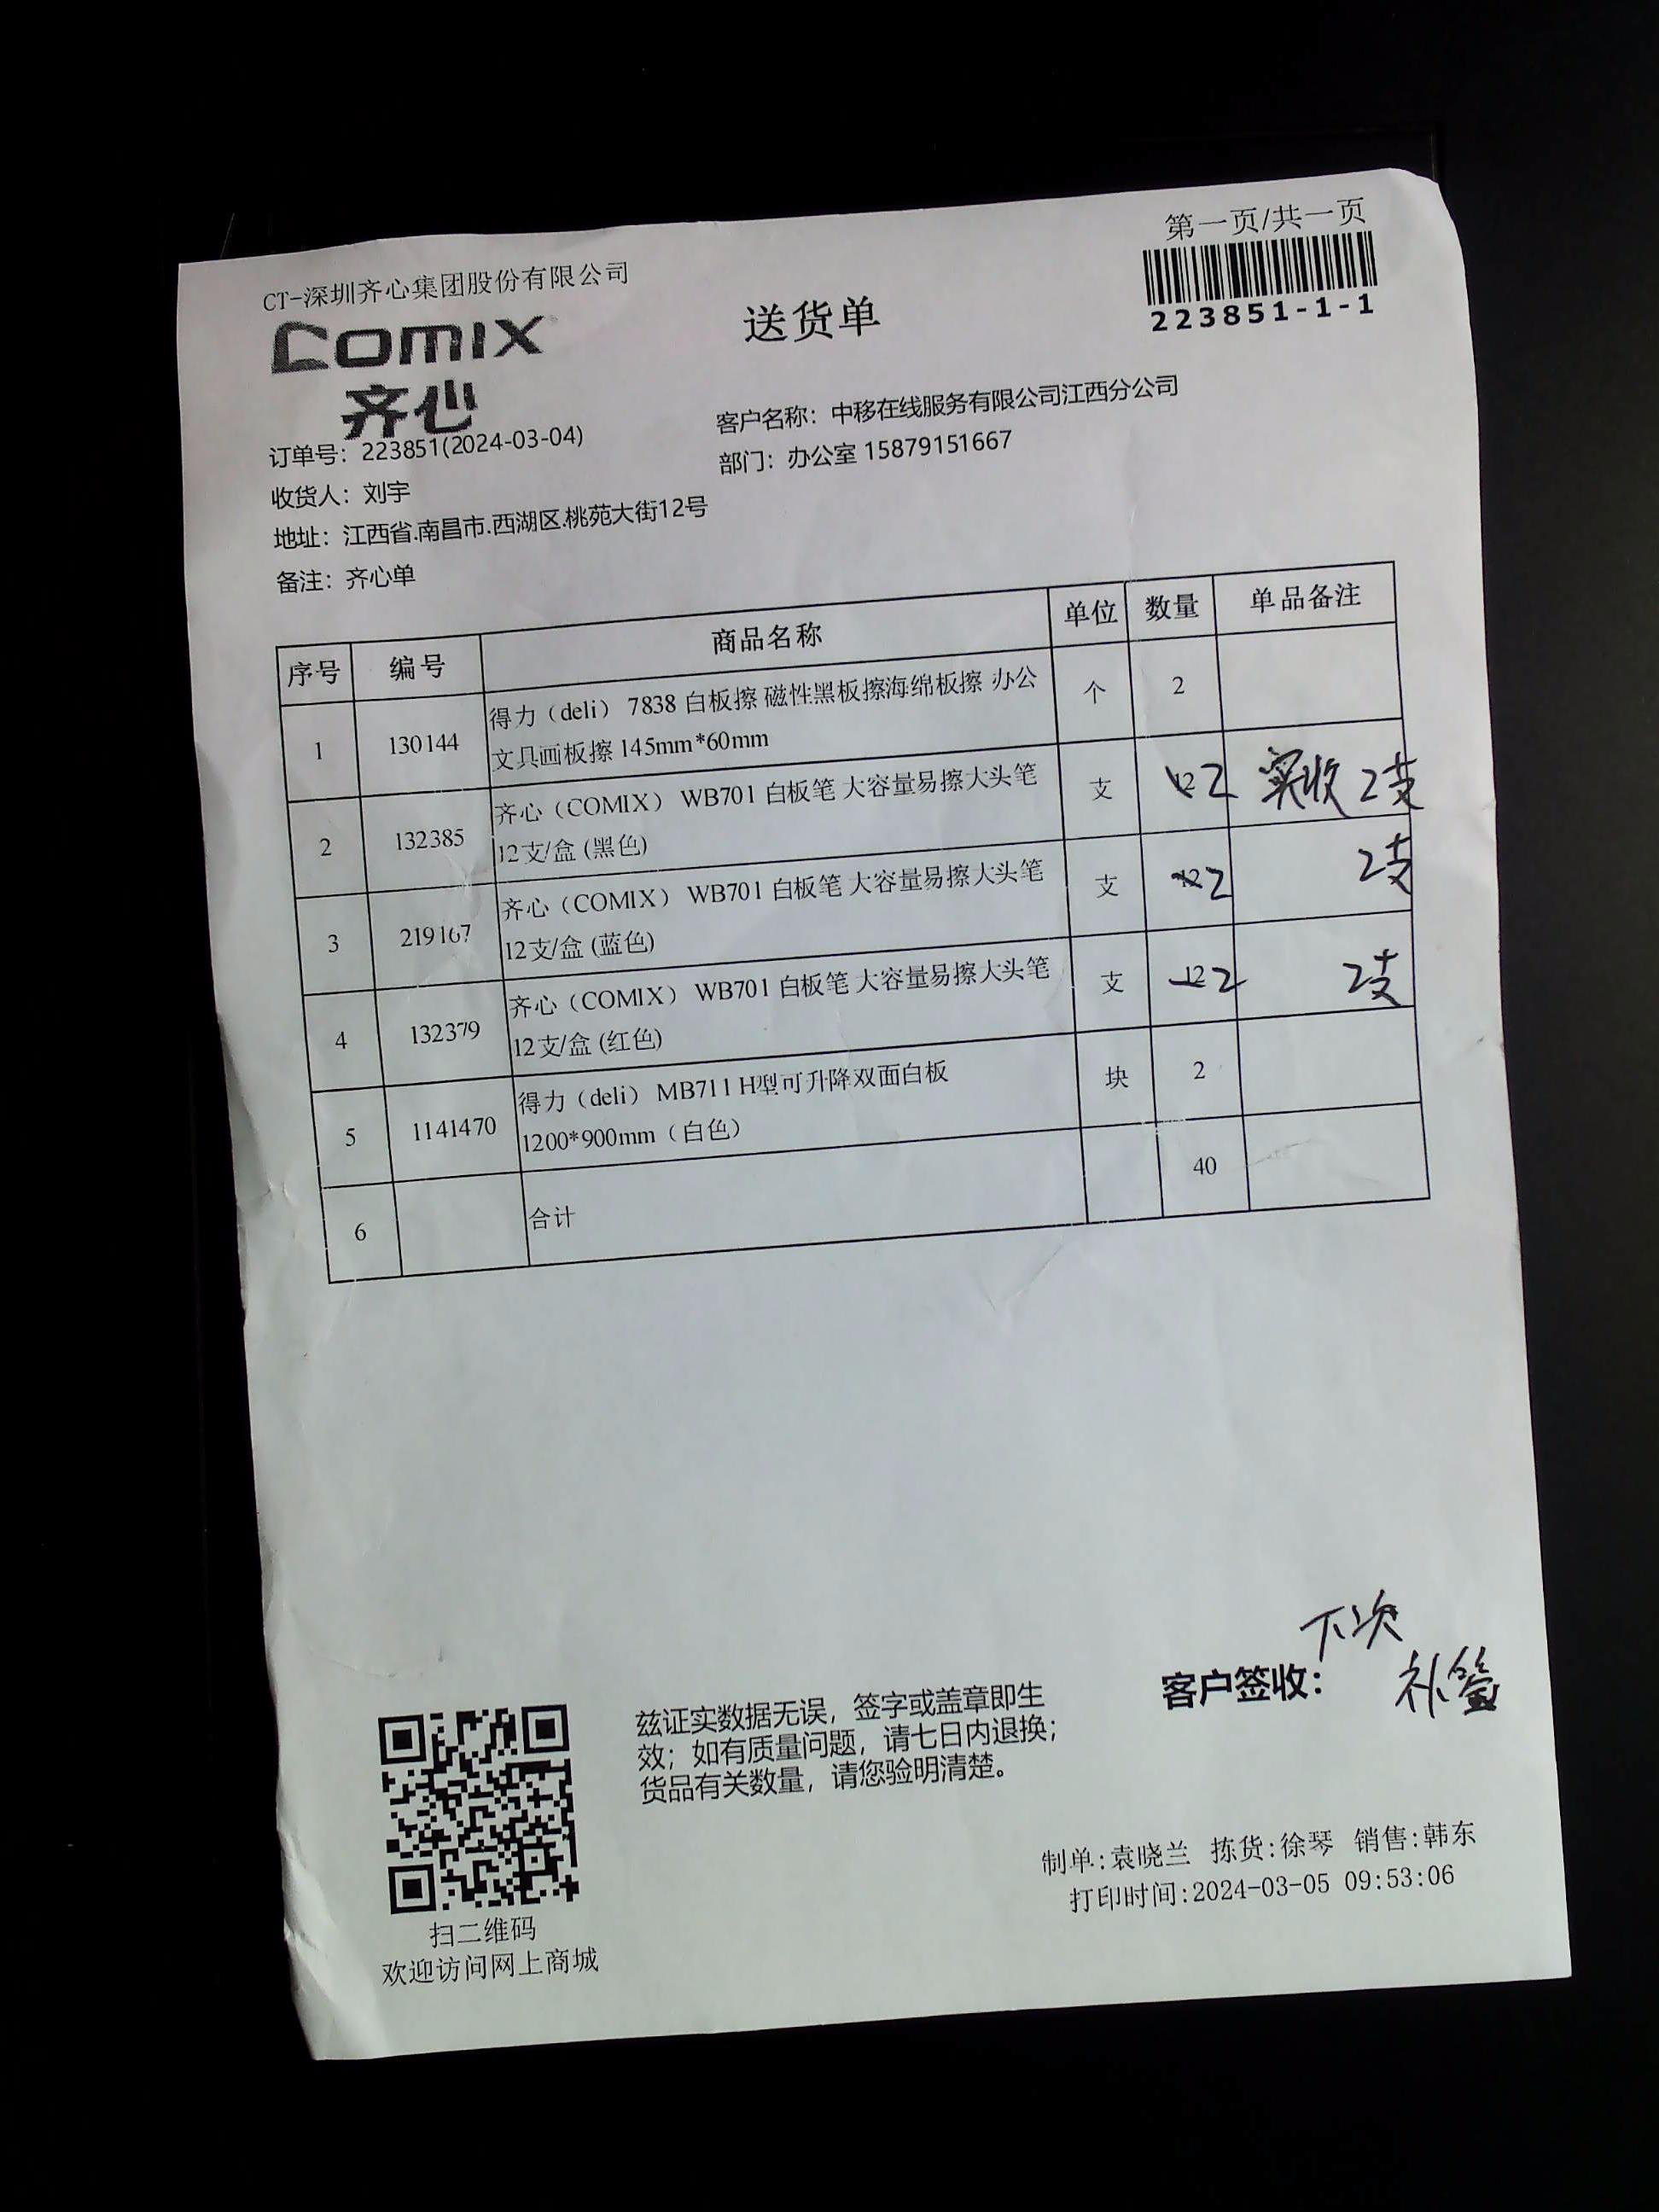 第一页/共一页
CT-深圳齐心集团股份有限公司
COMIX
齐心
送货单
223851-1-1
订单号：223851(2024-03-04)
客户名称：中移在线服务有限公司江西分公司
收货人：刘宇
部门：办公室 15879151667
地址：江西省.南昌市.西湖区.桃苑大街12号
备注：齐心单
序号 编号 商品名称 单位 数量 单品备注
1 130144 得力（deli） 7838 白板擦 磁性黑板擦海绵板擦 办公 个 2
文具画板擦 145mm*60mm
2 132385 齐心（COMIX） WB701 白板笔 大容量易擦大头笔 支 12 2 实收 2支
12支/盒 (黑色)
3 219167 齐心（COMIX） WB701 白板笔 大容量易擦大头笔 支 12 2 2支
12支/盒 (蓝色)
4 132379 齐心（COMIX） WB701 白板笔 大容量易擦大头笔 支 12 2 2支
12支/盒 (红色)
5 1141470 得力（deli） MB711 H型可升降双面白板 块 2
1200*900mm（白色）
6 合计 40
下次
客户签收： 补签
兹证实数据无误，签字或盖章即生
效；如有质量问题，请七日内退换；
货品有关数量，请您验明清楚。
制单:袁晓兰 拣货:徐琴 销售:韩东
打印时间:2024-03-05 09:53:06
扫二维码
欢迎访问网上商城